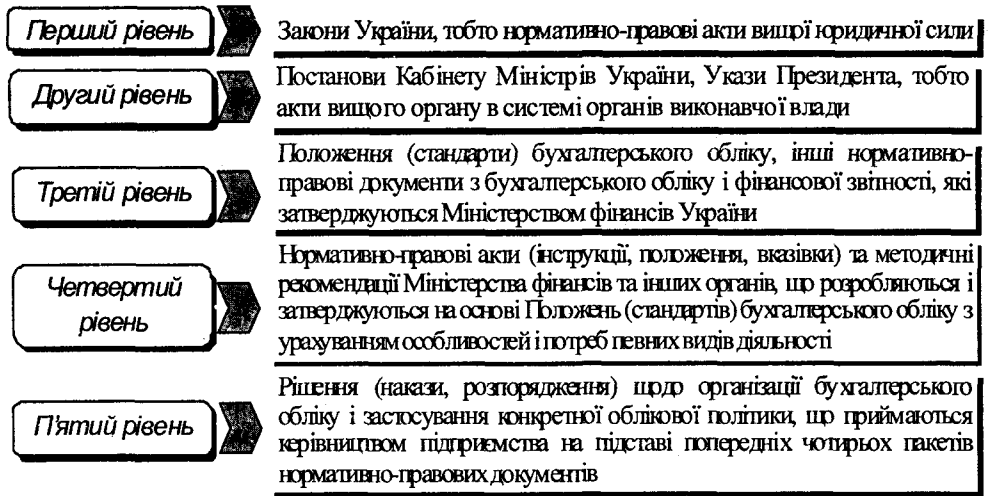 Перший рівень
Закони України, тобто нормативно-правові акти вищої юридичної сили
Другий рівень
Постанови Кабінету Міністрів України, Укази Президента, тобто
акти вищого органу в системі органів виконавчої влади
Третій рівень
Положення (стандарти) бухгалтерського обліку, інші нормативно-
правові документи з бухгалтерського обліку і фінансової звітності, які
затверджуються Міністерством фінансів України
Четвертий
рівень
Нормативно-правові акти (інструкції, положення, вказівки) та методичні
рекомендації Міністерства фінансів та інших органів, що розробляються і
затверджуються на основі Положень (стандартів) бухгалтерського обліку з
урахуванням особливостей і потреб певних видів діяльності
П'ятий рівень
Рішення (накази, розпорядження) щодо організації бухгалтерського
обліку і застосування конкретної облікової політики, що приймаються
керівництвом підприємства на підставі попередніх чотирьох пакетів
нормативно-правових документів